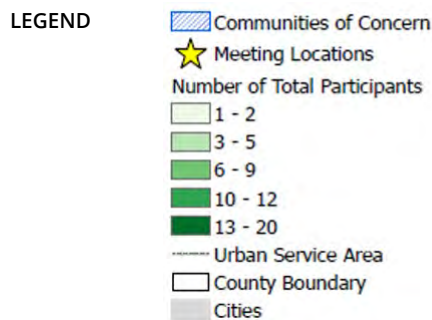 LEGEND
Communities of Concern
Meeting Locations
Number of Total Participants
1 - 2
3 - 5
6 - 9
10 - 12
13 - 20
Urban Service Area
County Boundary
Cities